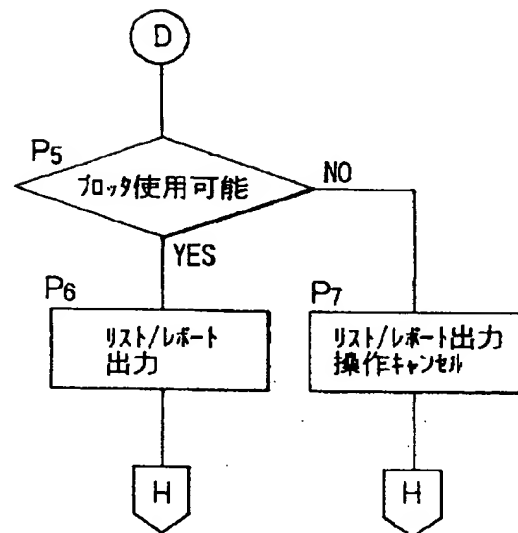 D
P5
プロッタ使用可能
NO
YES
P6
リスト/レポート
出力
P7
リスト/レポート出力
操作キャンセル
H
H